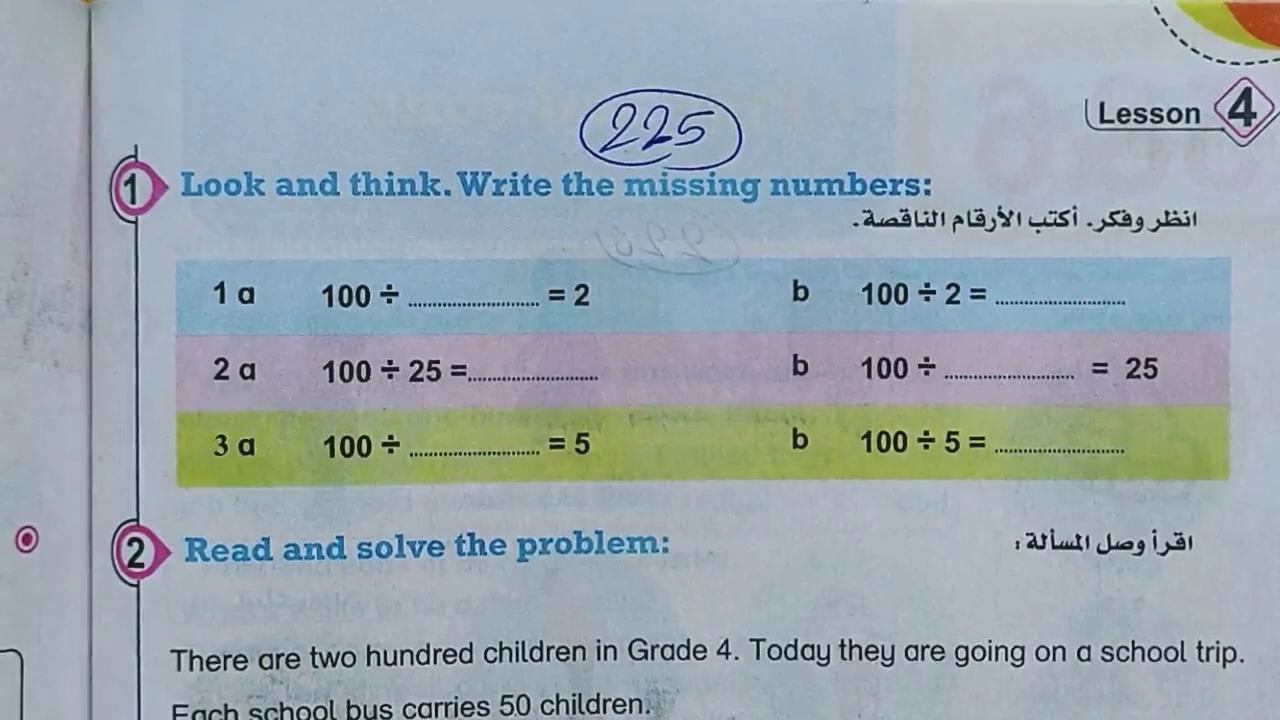 225
Lesson 4
1 Look and think. Write the missing numbers:
انظر وفكر. أكتب الأرقام الناقصة.
1 a 100 ÷ ........................ = 2 b 100 ÷ 2 = ........................
2 a 100 ÷ 25 =........................ b 100 ÷ ........................ = 25
3 a 100 ÷ ........................ = 5 b 100 ÷ 5 = ........................
2 Read and solve the problem:
اقرأ وصل المسألة :
There are two hundred children in Grade 4. Today they are going on a school trip.
Each school bus carries 50 children.